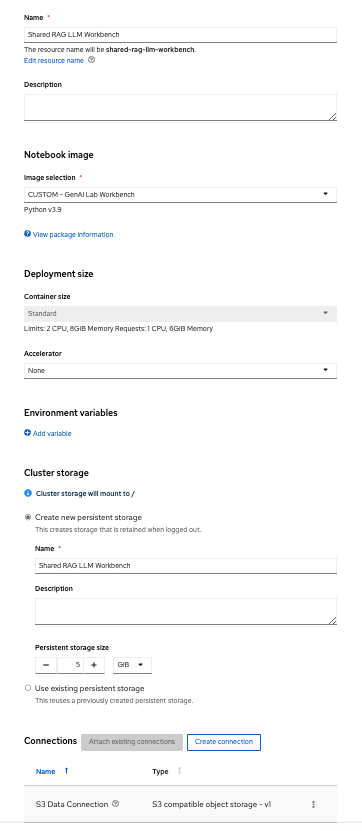 Name *
Shared RAG LLM Workbench
The resource name will be shared-rag-llm-workbench.
Edit resource name
Description
Notebook image
Image selection *
CUSTOM - GenAI Lab Workbench
Python v3.9
View package information
Deployment size
Container size
Standard
Limits: 2 CPU, 8GiB Memory Requests: 1 CPU, 6GiB Memory
Accelerator
None
Environment variables
Add variable
Cluster storage
Cluster storage will mount to /
Create new persistent storage
This creates storage that is retained when logged out.
Name *
Shared RAG LLM Workbench
Description
Persistent storage size
5 GiB
Use existing persistent storage
This reuses a previously created persistent storage.
Connections Attach existing connections Create connection
Name Type
S3 Data Connection S3 compatible object storage - v1